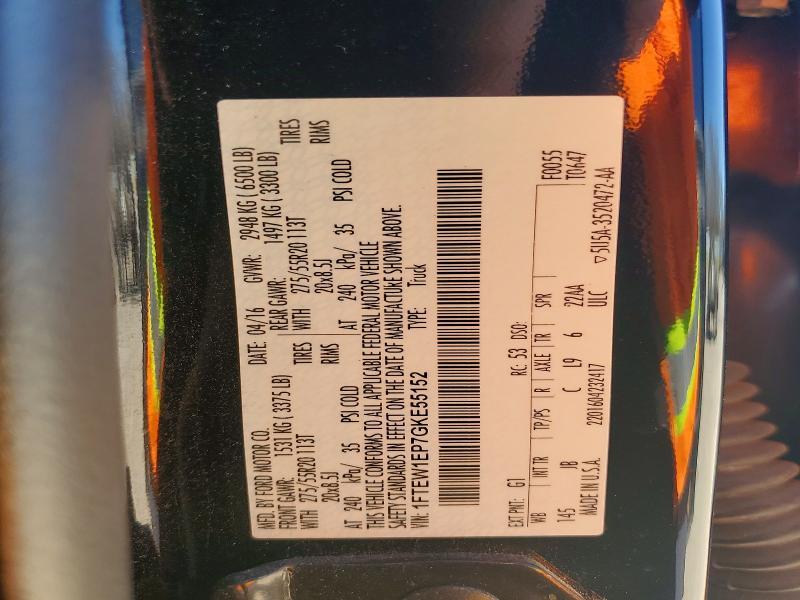 MFD. BY FORD MOTOR CO. DATE: 04/16 GVWR: 2948 KG ( 6500 LB)
FRONT GAWR: 1531 KG ( 3375 LB) REAR GAWR: 1497 KG ( 3300 LB)
WITH 275/55R20 113T TIRES WITH 275/55R20 113T TIRES
20x8.5J RIMS 20x8.5J RIMS
AT 240 kPa/ 35 PSI COLD AT 240 kPa/ 35 PSI COLD
THIS VEHICLE CONFORMS TO ALL APPLICABLE FEDERAL MOTOR VEHICLE
SAFETY STANDARDS IN EFFECT ON THE DATE OF MANUFACTURE SHOWN ABOVE.
VIN: 1FTEW1EP7GKE55152 TYPE: Truck
EXT PNT: G1 RC: 53 DSO: F0055
WB INT TR TP/PS R AXLE TR SPR T0647
145 JB C L9 6 22AA
MADE IN U.S.A. 2201604232417 ULC
▽5U5A-3520472-AA